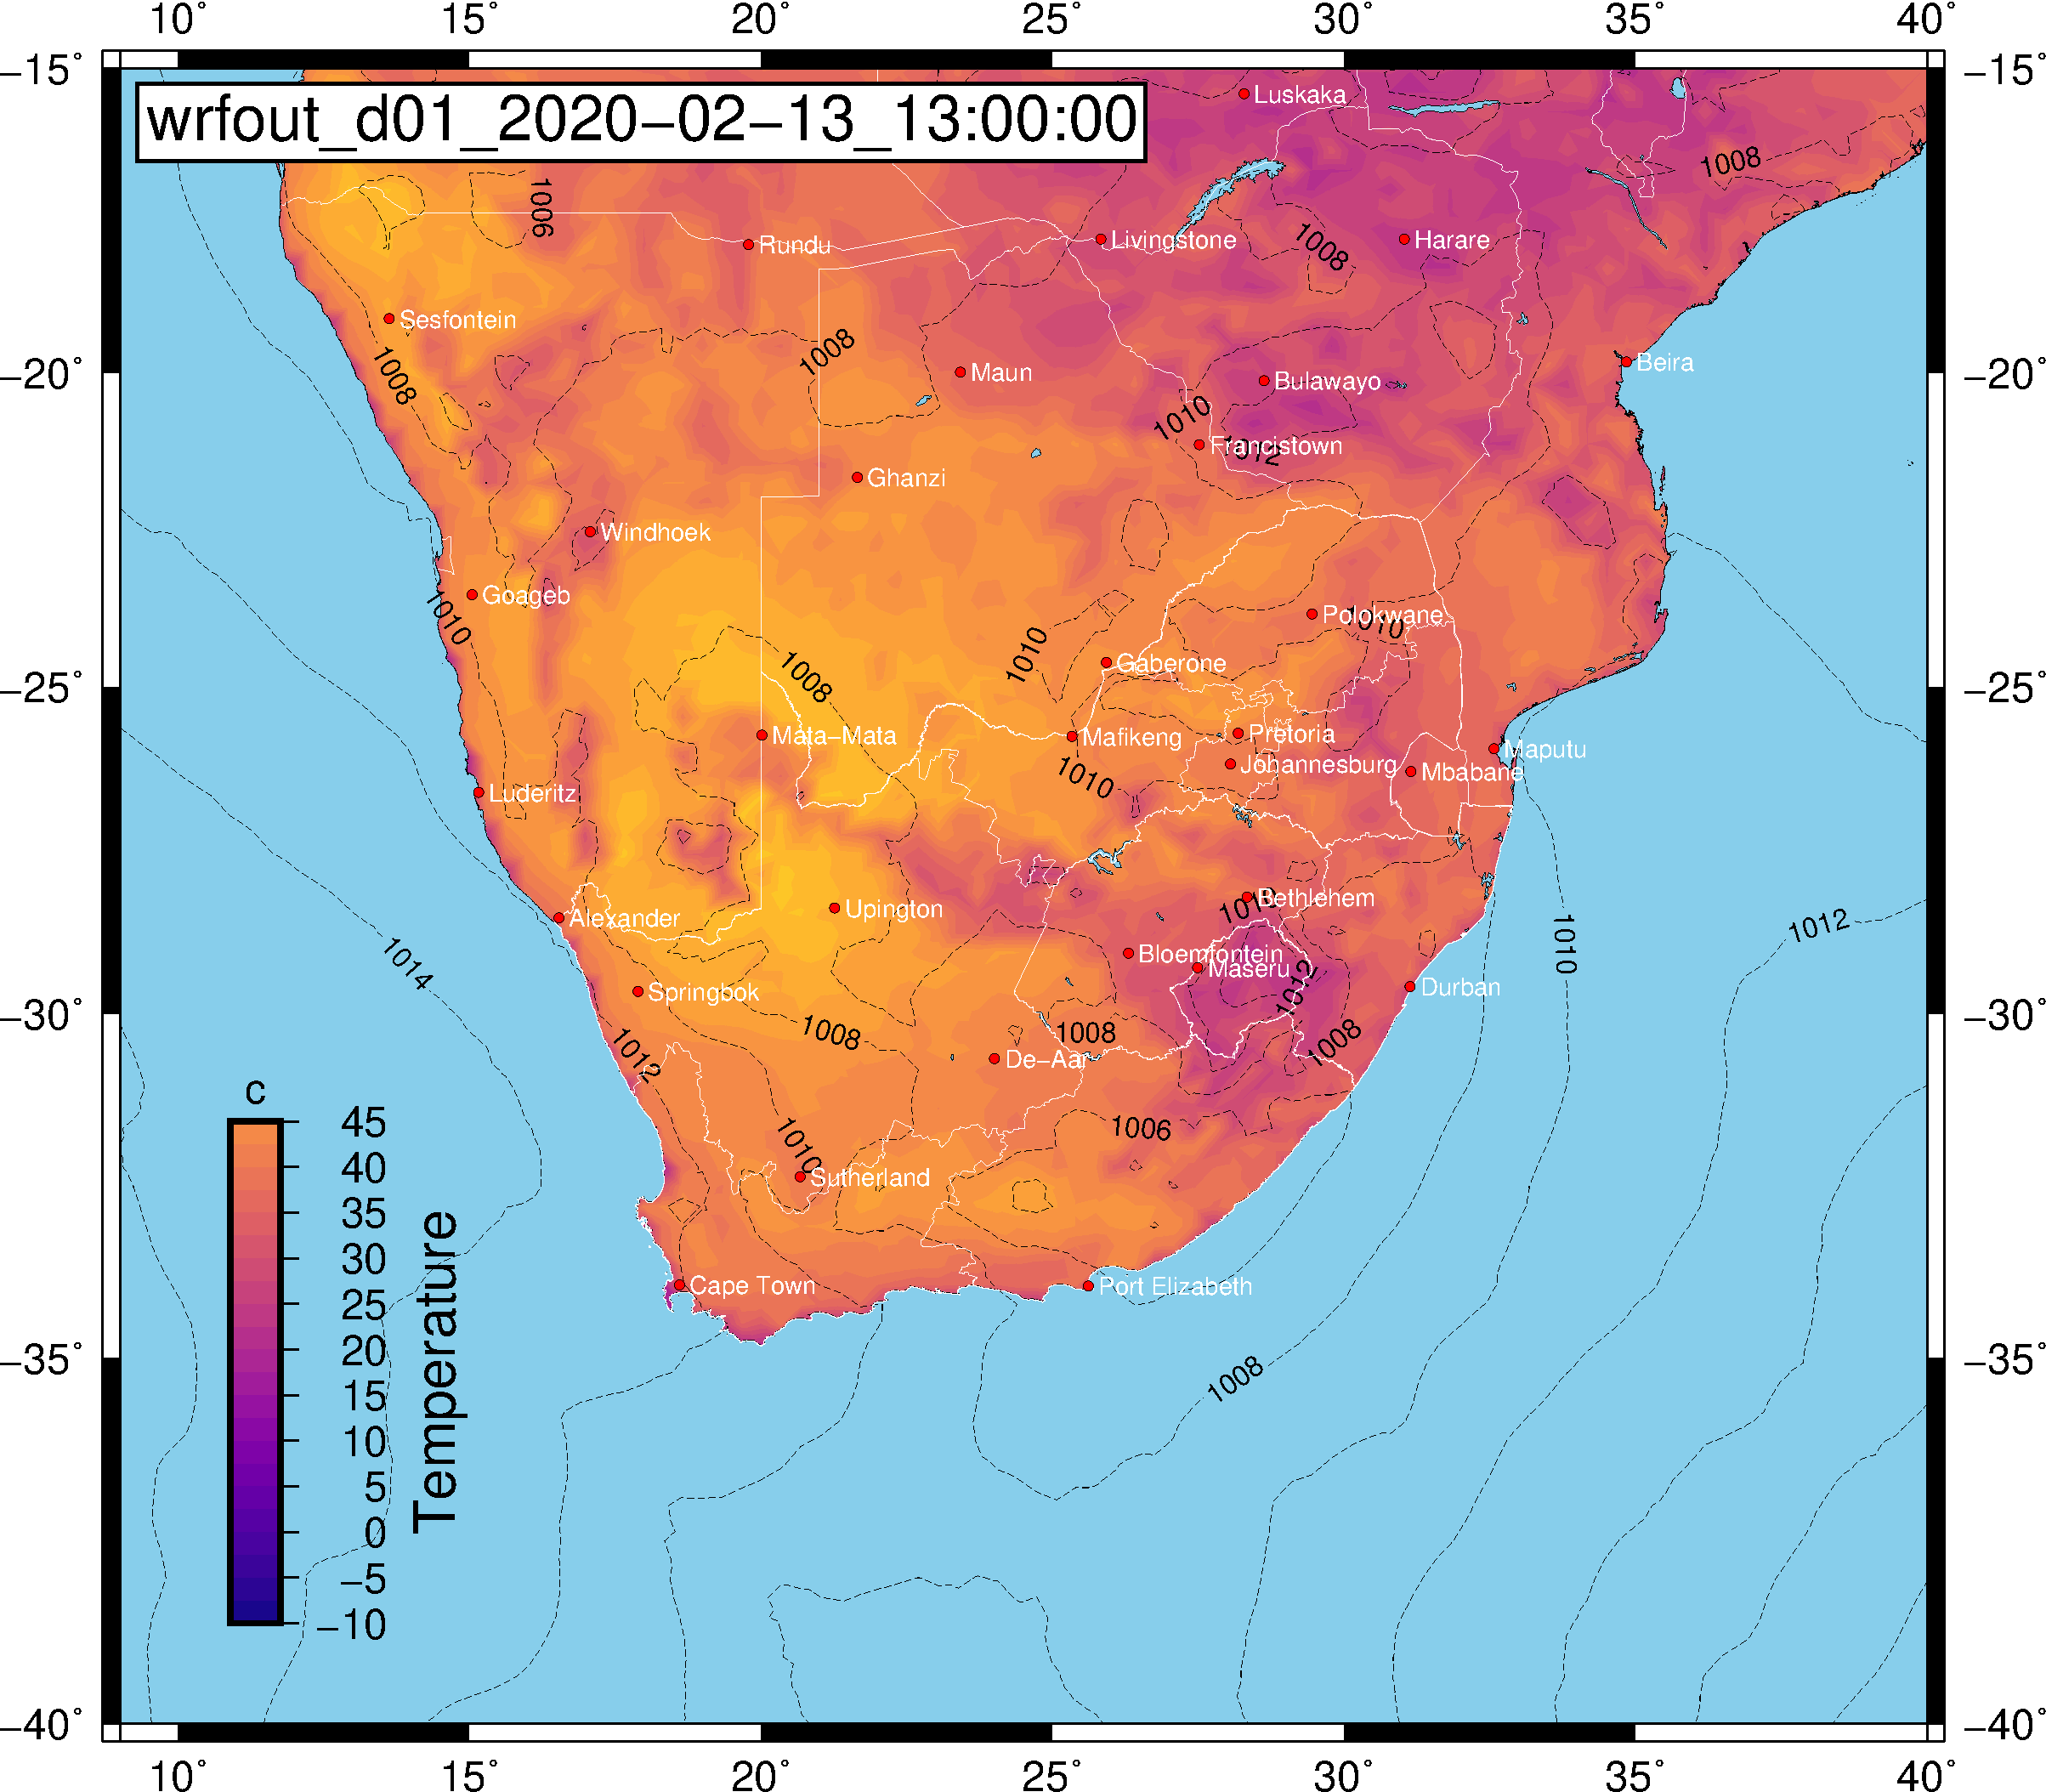 10° 15° 20° 25° 30° 35° 40°
−15° −15°
wrfout_d01_2020−02−13_13:00:00
Luskaka
1008
1006
Rundu
Livingstone
1008
Harare
Sesfontein
1008
1008
Maun
Bulawayo
Beira
1010
Francistown
1012
−20° −20°
Ghanzi
Windhoek
Goageb
1010
Polokwane
1010
1010
Gaberone
1008
−25° −25°
Mata−Mata
Mafikeng
Pretoria
Maputu
Johannesburg
Mbabane
1010
Luderitz
Bethlehem
1010
Alexander
Upington
1012
1010
1014
Bloemfontein
Maseru
1012
Durban
Springbok
−30° −30°
1008
1008
1008
1012
De−Aar
1006
1010
Sutherland
Cape Town
Port Elizabeth
1008
−35° −35°
c
45
40
35
30
25
20
15
10
5
0
−5
−10
Temperature
−40° −40°
10° 15° 20° 25° 30° 35° 40°